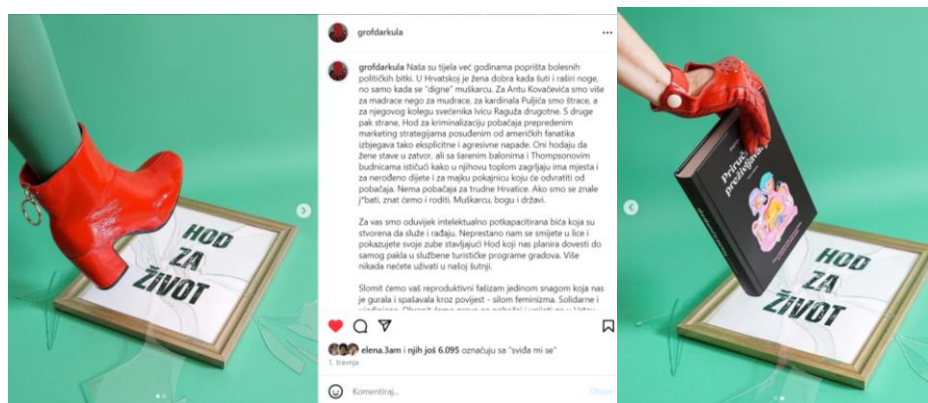 HOD
ZA
ŽIVOT
grofdarkula
grofdarkula Naša su tijela već godinama poprišta bolesnih
političkih bitki. U Hrvatskoj je žena dobra kada šuti i raširi noge,
no samo kada se "digne" muškarcu. Za Antu Kovačevića smo više
za madrace nego za mudrace, za kardinala Puljića smo štrace, a
za njegovog kolegu svećenika Ivicu Raguža drugotne. S druge
pak strane, Hod za kriminalizaciju pobačaja prepredenim
marketing strategijama posuđenim od američkih fanatika
izbjegava tako eksplicitne i agresivne napade. Oni hodaju da
žene stave u zatvor, ali sa šarenim balonima i Thompsonovim
budnicama ističući kako u njihovu toplom zagrljaju ima mjesta i
za nerođeno dijete i za majku pokajnicu koju će odvratiti od
pobačaja. Nema pobačaja za trudne Hrvatice. Ako smo se znale
j*bati, znat ćemo i roditi. Muškarcu, bogu i državi.
Za vas smo oduvijek intelektualno potkapacitirana bića koja su
stvorena da služe i rađaju. Neprestano nam se smijete u lice i
pokazujete svoje zube stavljajući Hod koji nas planira dovesti do
samog pakla u službene turističke programe gradova. Više
nikada nećete uživati u našoj šutnji.
Slomit ćemo vaš reproduktivni fašizam jedinom snagom koja nas
je gurala i spašavala kroz povijest - silom feminizma. Solidarne i
elena.3am i njih još 6.095 označuju sa "sviđa mi se"
1. travnja
Komentiraj...
Objavi
Priručnik
preživljavanja
HOD
ZA
ŽIVOT